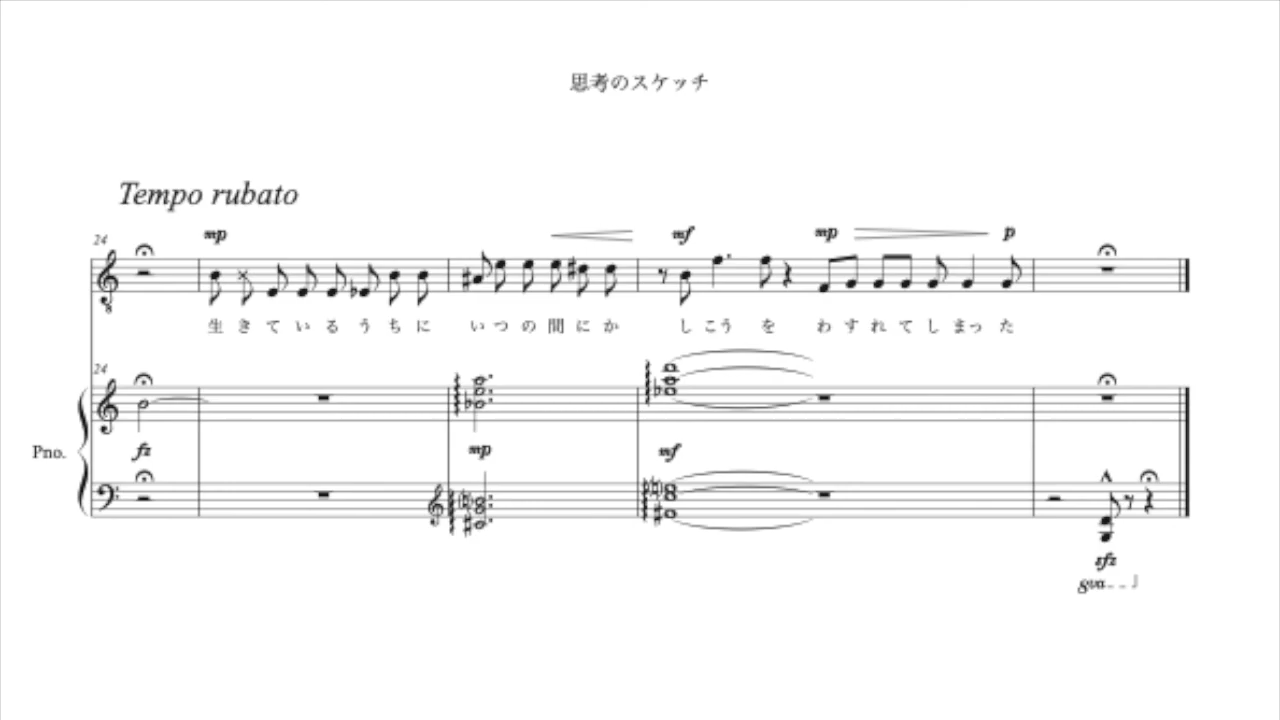 思考のスケッチ
Tempo rubato
24
mp mf mp p
8
生 き て い る う ち に い つ の 間 に か し こう を わ す れ て し まっ た
24
Pno.
fz mp mf
sfz
8va